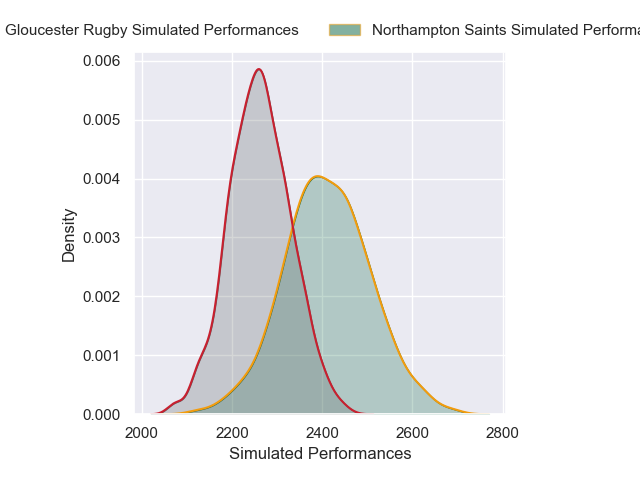 Gloucester Rugby Simulated Performances
Northampton Saints Simulated Performa
0.006
0.005
0.004
0.003
0.002
0.001
0.000
Density
2000 2200 2400 2600 2800
Simulated Performances